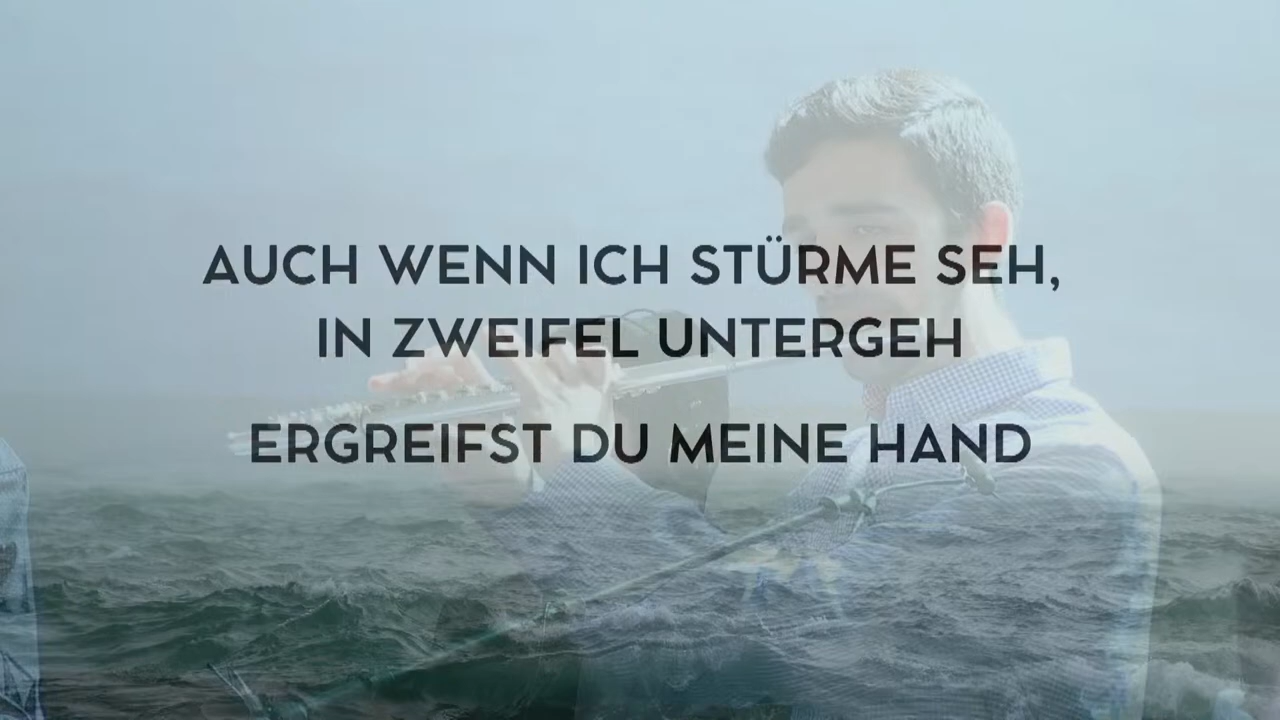 AUCH WENN ICH STÜRME SEH,
IN ZWEIFEL UNTERGEH
ERGREIFST DU MEINE HAND